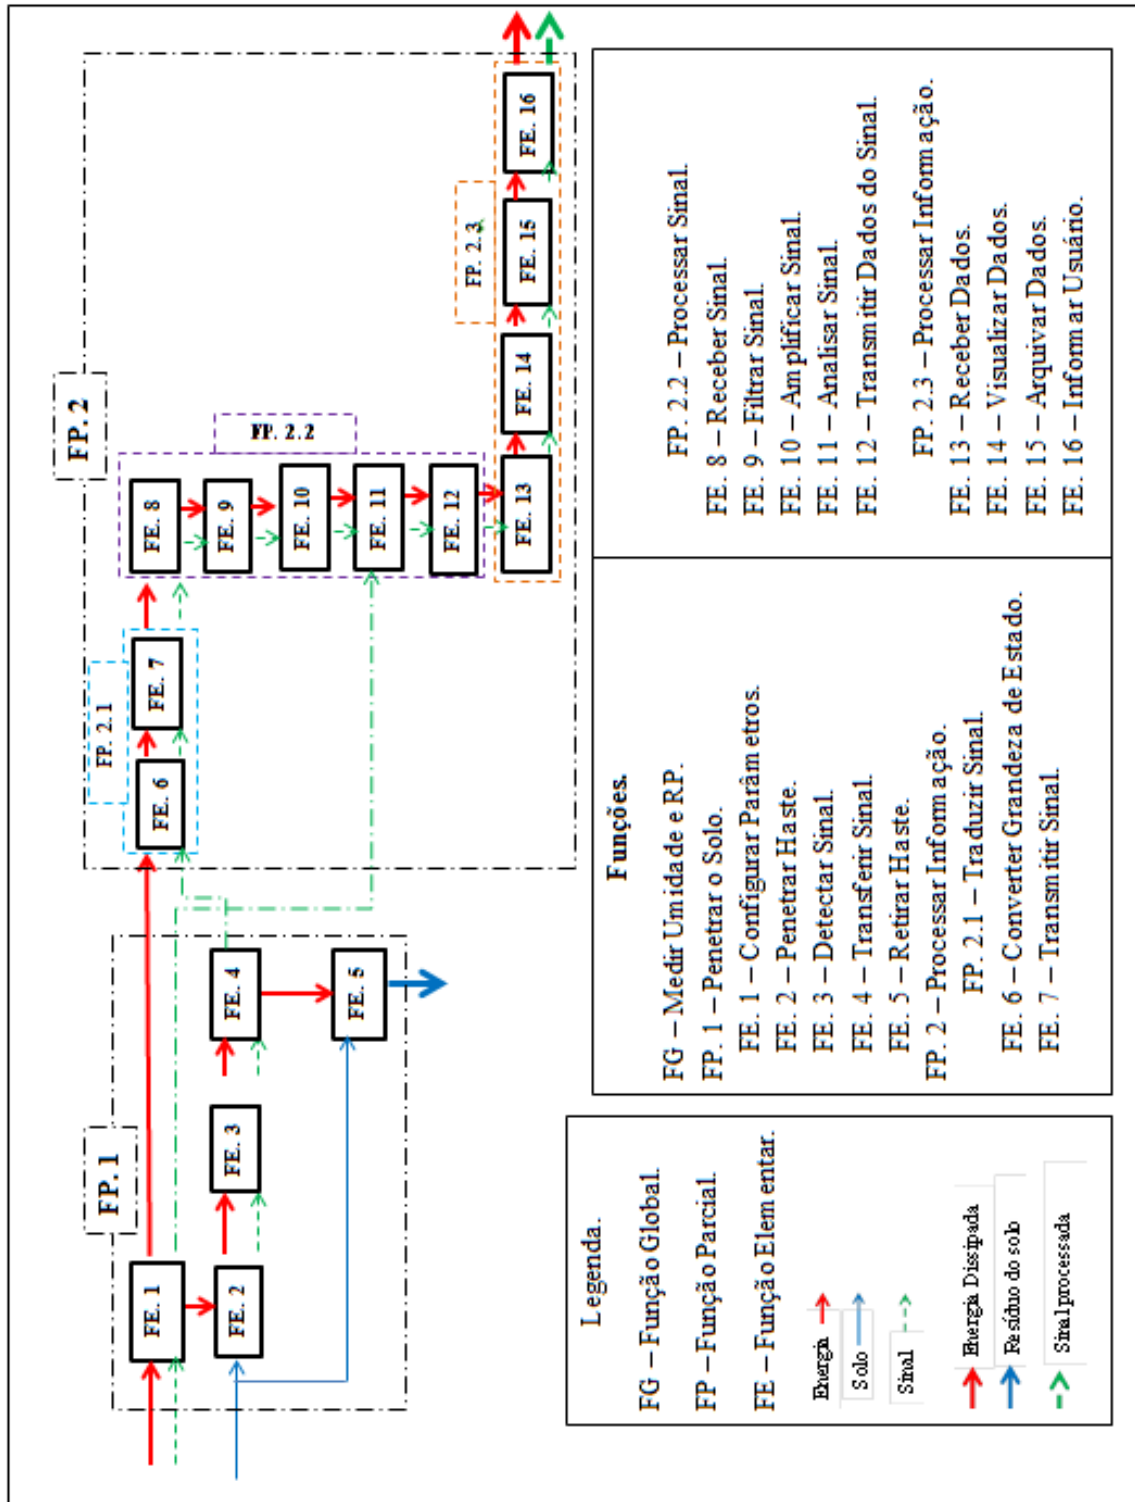 FP. 1
FE. 1
FE. 2
FE. 3
FE. 4
FE. 5
FP. 2
FP. 2.1
FE. 6
FE. 7
FP. 2.2
FE. 8
FE. 9
FE. 10
FE. 11
FE. 12
FP. 2.3
FE. 13
FE. 14
FE. 15
FE. 16
Legenda.
FG – Função Global.
FP – Função Parcial.
FE – Função Elementar.
Energia
Solo
Sinal
Energia Dissipada
Resíduo do solo
Sinal processada
Funções.
FG – Medir Umidade e RP.
FP. 1 – Penetrar o Solo.
FE. 1 – Configurar Parâmetros.
FE. 2 – Penetrar Haste.
FE. 3 – Detectar Sinal.
FE. 4 – Transferir Sinal.
FE. 5 – Retirar Haste.
FP. 2 – Processar Informação.
FP. 2.1 – Traduzir Sinal.
FE. 6 – Converter Grandeza de Estado.
FE. 7 – Transmitir Sinal.
FP. 2.2 – Processar Sinal.
FE. 8 – Receber Sinal.
FE. 9 – Filtrar Sinal.
FE. 10 – Amplificar Sinal.
FE. 11 – Analisar Sinal.
FE. 12 – Transmitir Dados do Sinal.
FP. 2.3 – Processar Informação.
FE. 13 – Receber Dados.
FE. 14 – Visualizar Dados.
FE. 15 – Arquivar Dados.
FE. 16 – Informar Usuário.